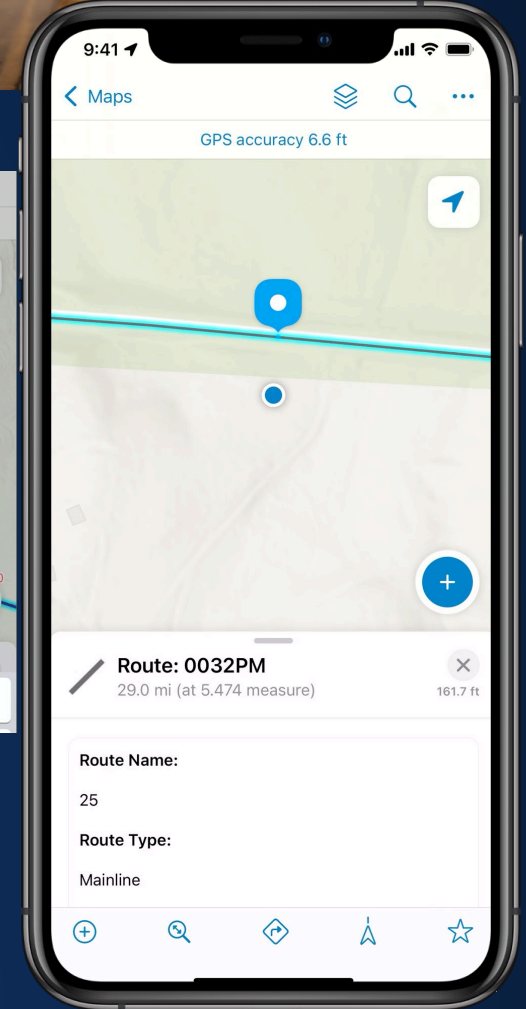 9:41
Maps
GPS accuracy 6.6 ft
Route: 0032PM
29.0 mi (at 5.474 measure)
161.7 ft
Route Name:
25
Route Type:
Mainline